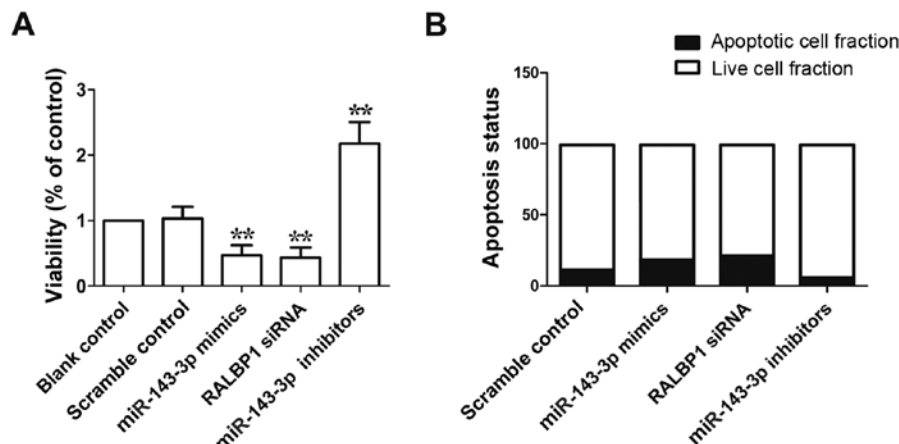 A
Viability (% of control)
3
2
1
0
**
**
**
Blank control
Scramble control
miR-143-3p mimics
RALBP1 siRNA
miR-143-3p inhibitors
B
Apoptotic cell fraction
Live cell fraction
Apoptosis status
150
100
50
0
Scramble control
miR-143-3p mimics
RALBP1 siRNA
miR-143-3p inhibitors